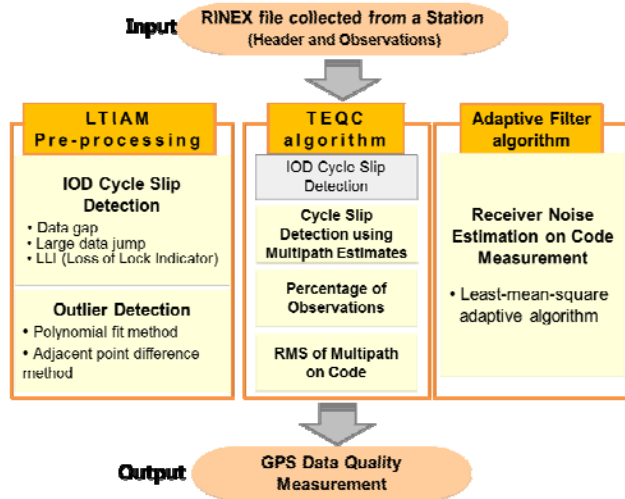 Input
RINEX file collected from a Station
(Header and Observations)
LTIAM
Pre-processing
IOD Cycle Slip
Detection
• Data gap
• Large data jump
• LLI (Loss of Lock Indicator)
Outlier Detection
• Polynomial fit method
• Adjacent point difference
method
TEQC
algorithm
IOD Cycle Slip
Detection
Cycle Slip
Detection using
Multipath Estimates
Percentage of
Observations
RMS of Multipath
on Code
Adaptive Filter
algorithm
Receiver Noise
Estimation on Code
Measurement
• Least-mean-square
adaptive algorithm
Output
GPS Data Quality
Measurement